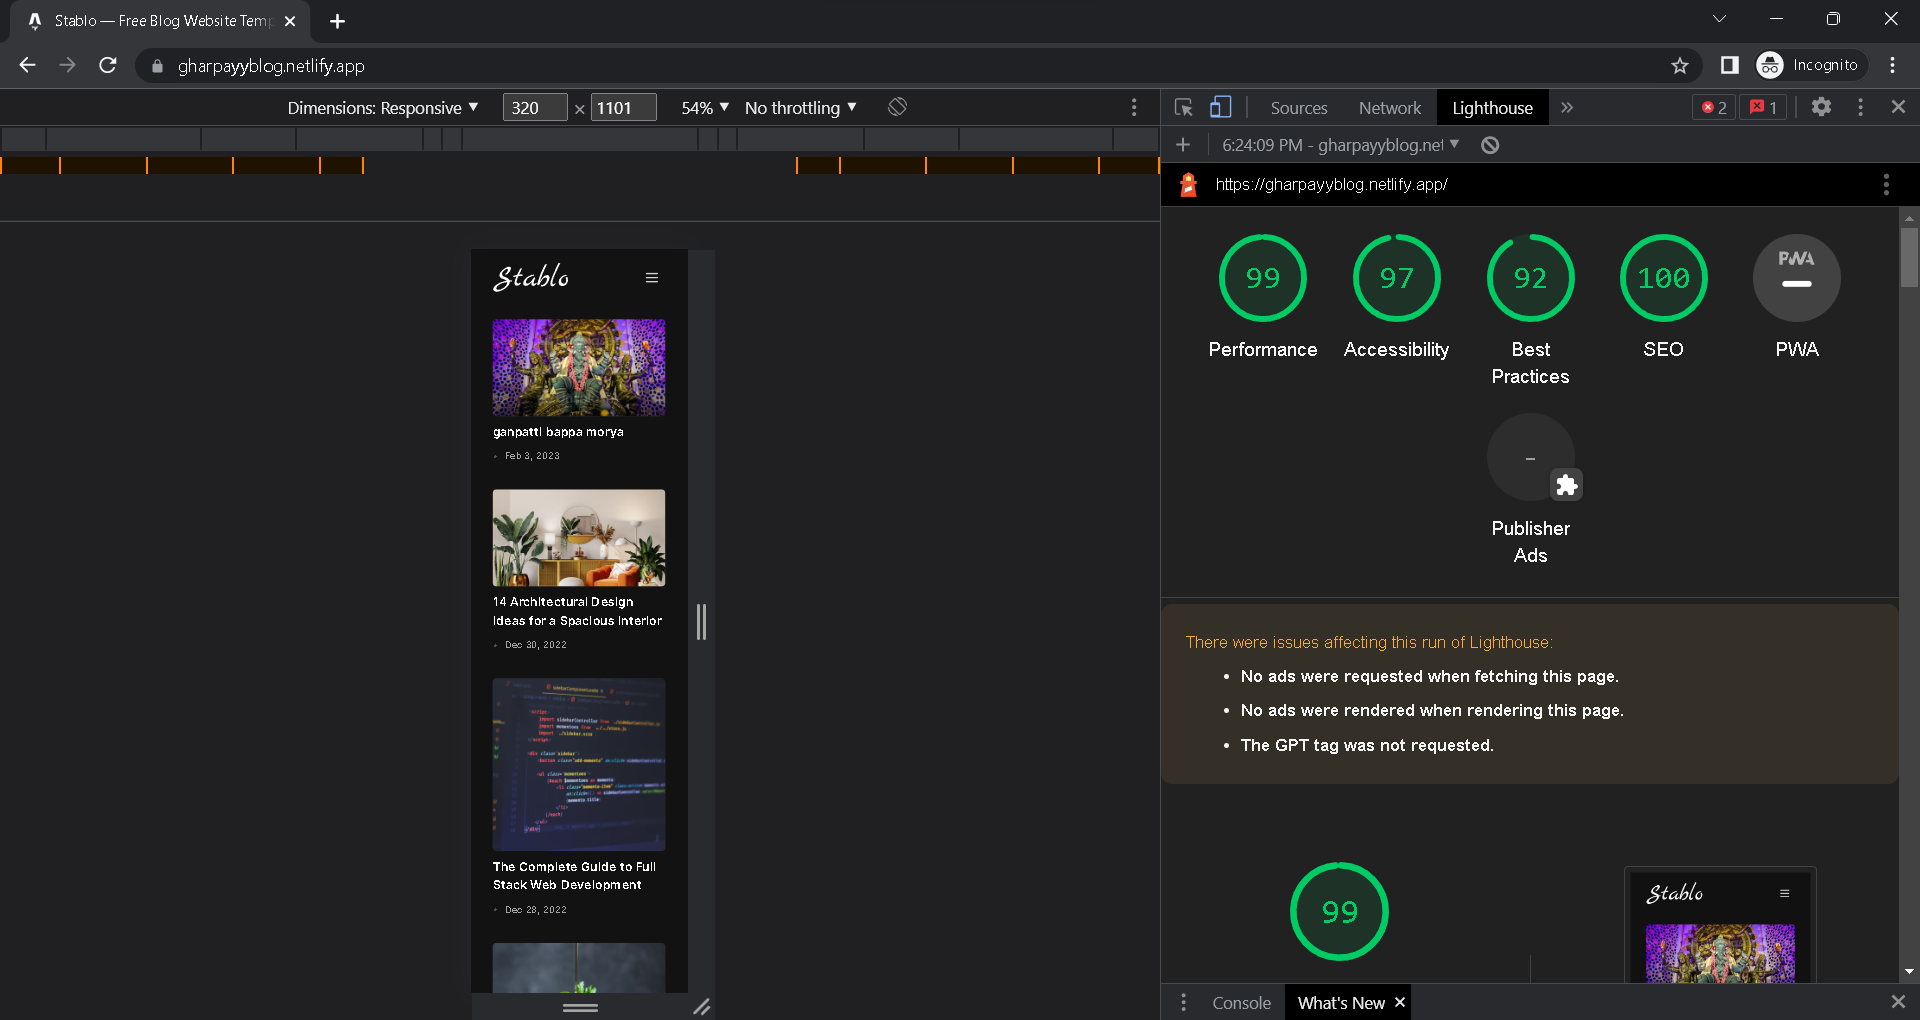 Stablo — Free Blog Website Temp
gharpayyblog.netlify.app
Incognito
Dimensions: Responsive
320 × 1101
54%
No throttling
Sources
Network
Lighthouse
2
1
6:24:09 PM - gharpayyblog.net
https://gharpayyblog.netlify.app/
Stablo
ganpatti bappa morya
Feb 3, 2023
14 Architectural Design
Ideas for a Spacious Interior
Dec 30, 2022
The Complete Guide to Full
Stack Web Development
Dec 28, 2022
99
Performance
97
Accessibility
92
Best
Practices
100
SEO
PWA
PWA
–
Publisher
Ads
There were issues affecting this run of Lighthouse:
• No ads were requested when fetching this page.
• No ads were rendered when rendering this page.
• The GPT tag was not requested.
99
Stablo
Console
What's New